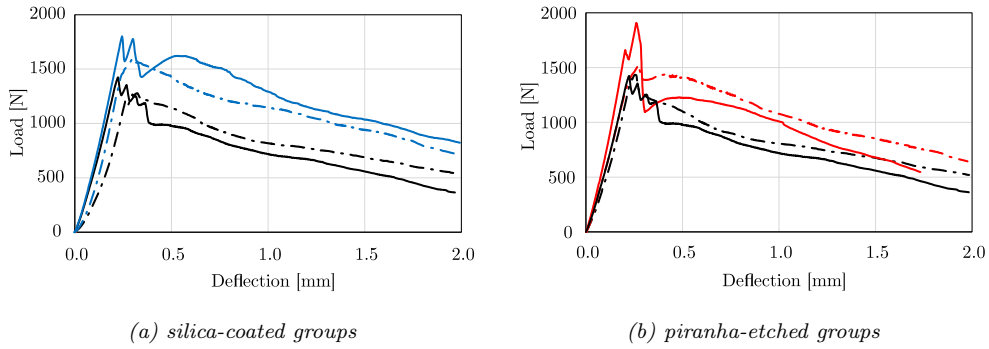 2000
1500
1000
500
0
Load [N]
0.0 0.5 1.0 1.5 2.0
Deflection [mm]
(a) silica-coated groups
2000
1500
1000
500
0
Load [N]
0.0 0.5 1.0 1.5 2.0
Deflection [mm]
(b) piranha-etched groups